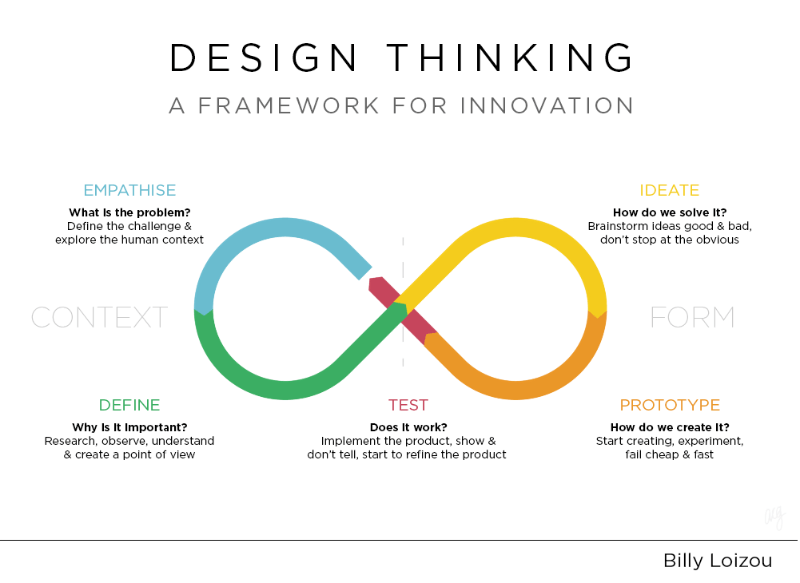 DESIGN THINKING
A FRAMEWORK FOR INNOVATION
EMPATHISE
What is the problem?
Define the challenge &
explore the human context
IDEATE
How do we solve it?
Brainstorm ideas good & bad,
don't stop at the obvious
CONTEXT
FORM
DEFINE
Why is it important?
Research, observe, understand
& create a point of view
TEST
Does it work?
Implement the product, show &
don't tell, start to refine the product
PROTOTYPE
How do we create it?
Start creating, experiment,
fail cheap & fast
Billy Loizou